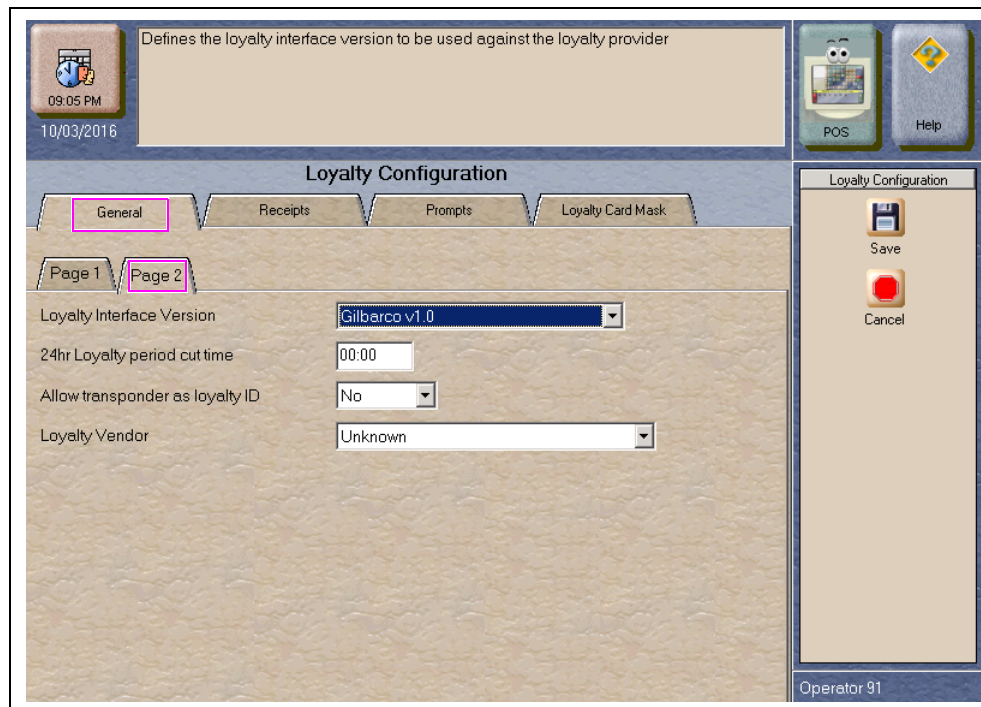 Defines the loyalty interface version to be used against the loyalty provider
09:05 PM
10/03/2016
POS
Help
Loyalty Configuration
General
Receipts
Prompts
Loyalty Card Mask
Page 1
Page 2
Loyalty Interface Version
Gilbarco v1.0
24hr Loyalty period cut time
00:00
Allow transponder as loyalty ID
No
Loyalty Vendor
Unknown
Loyalty Configuration
Save
Cancel
Operator 91